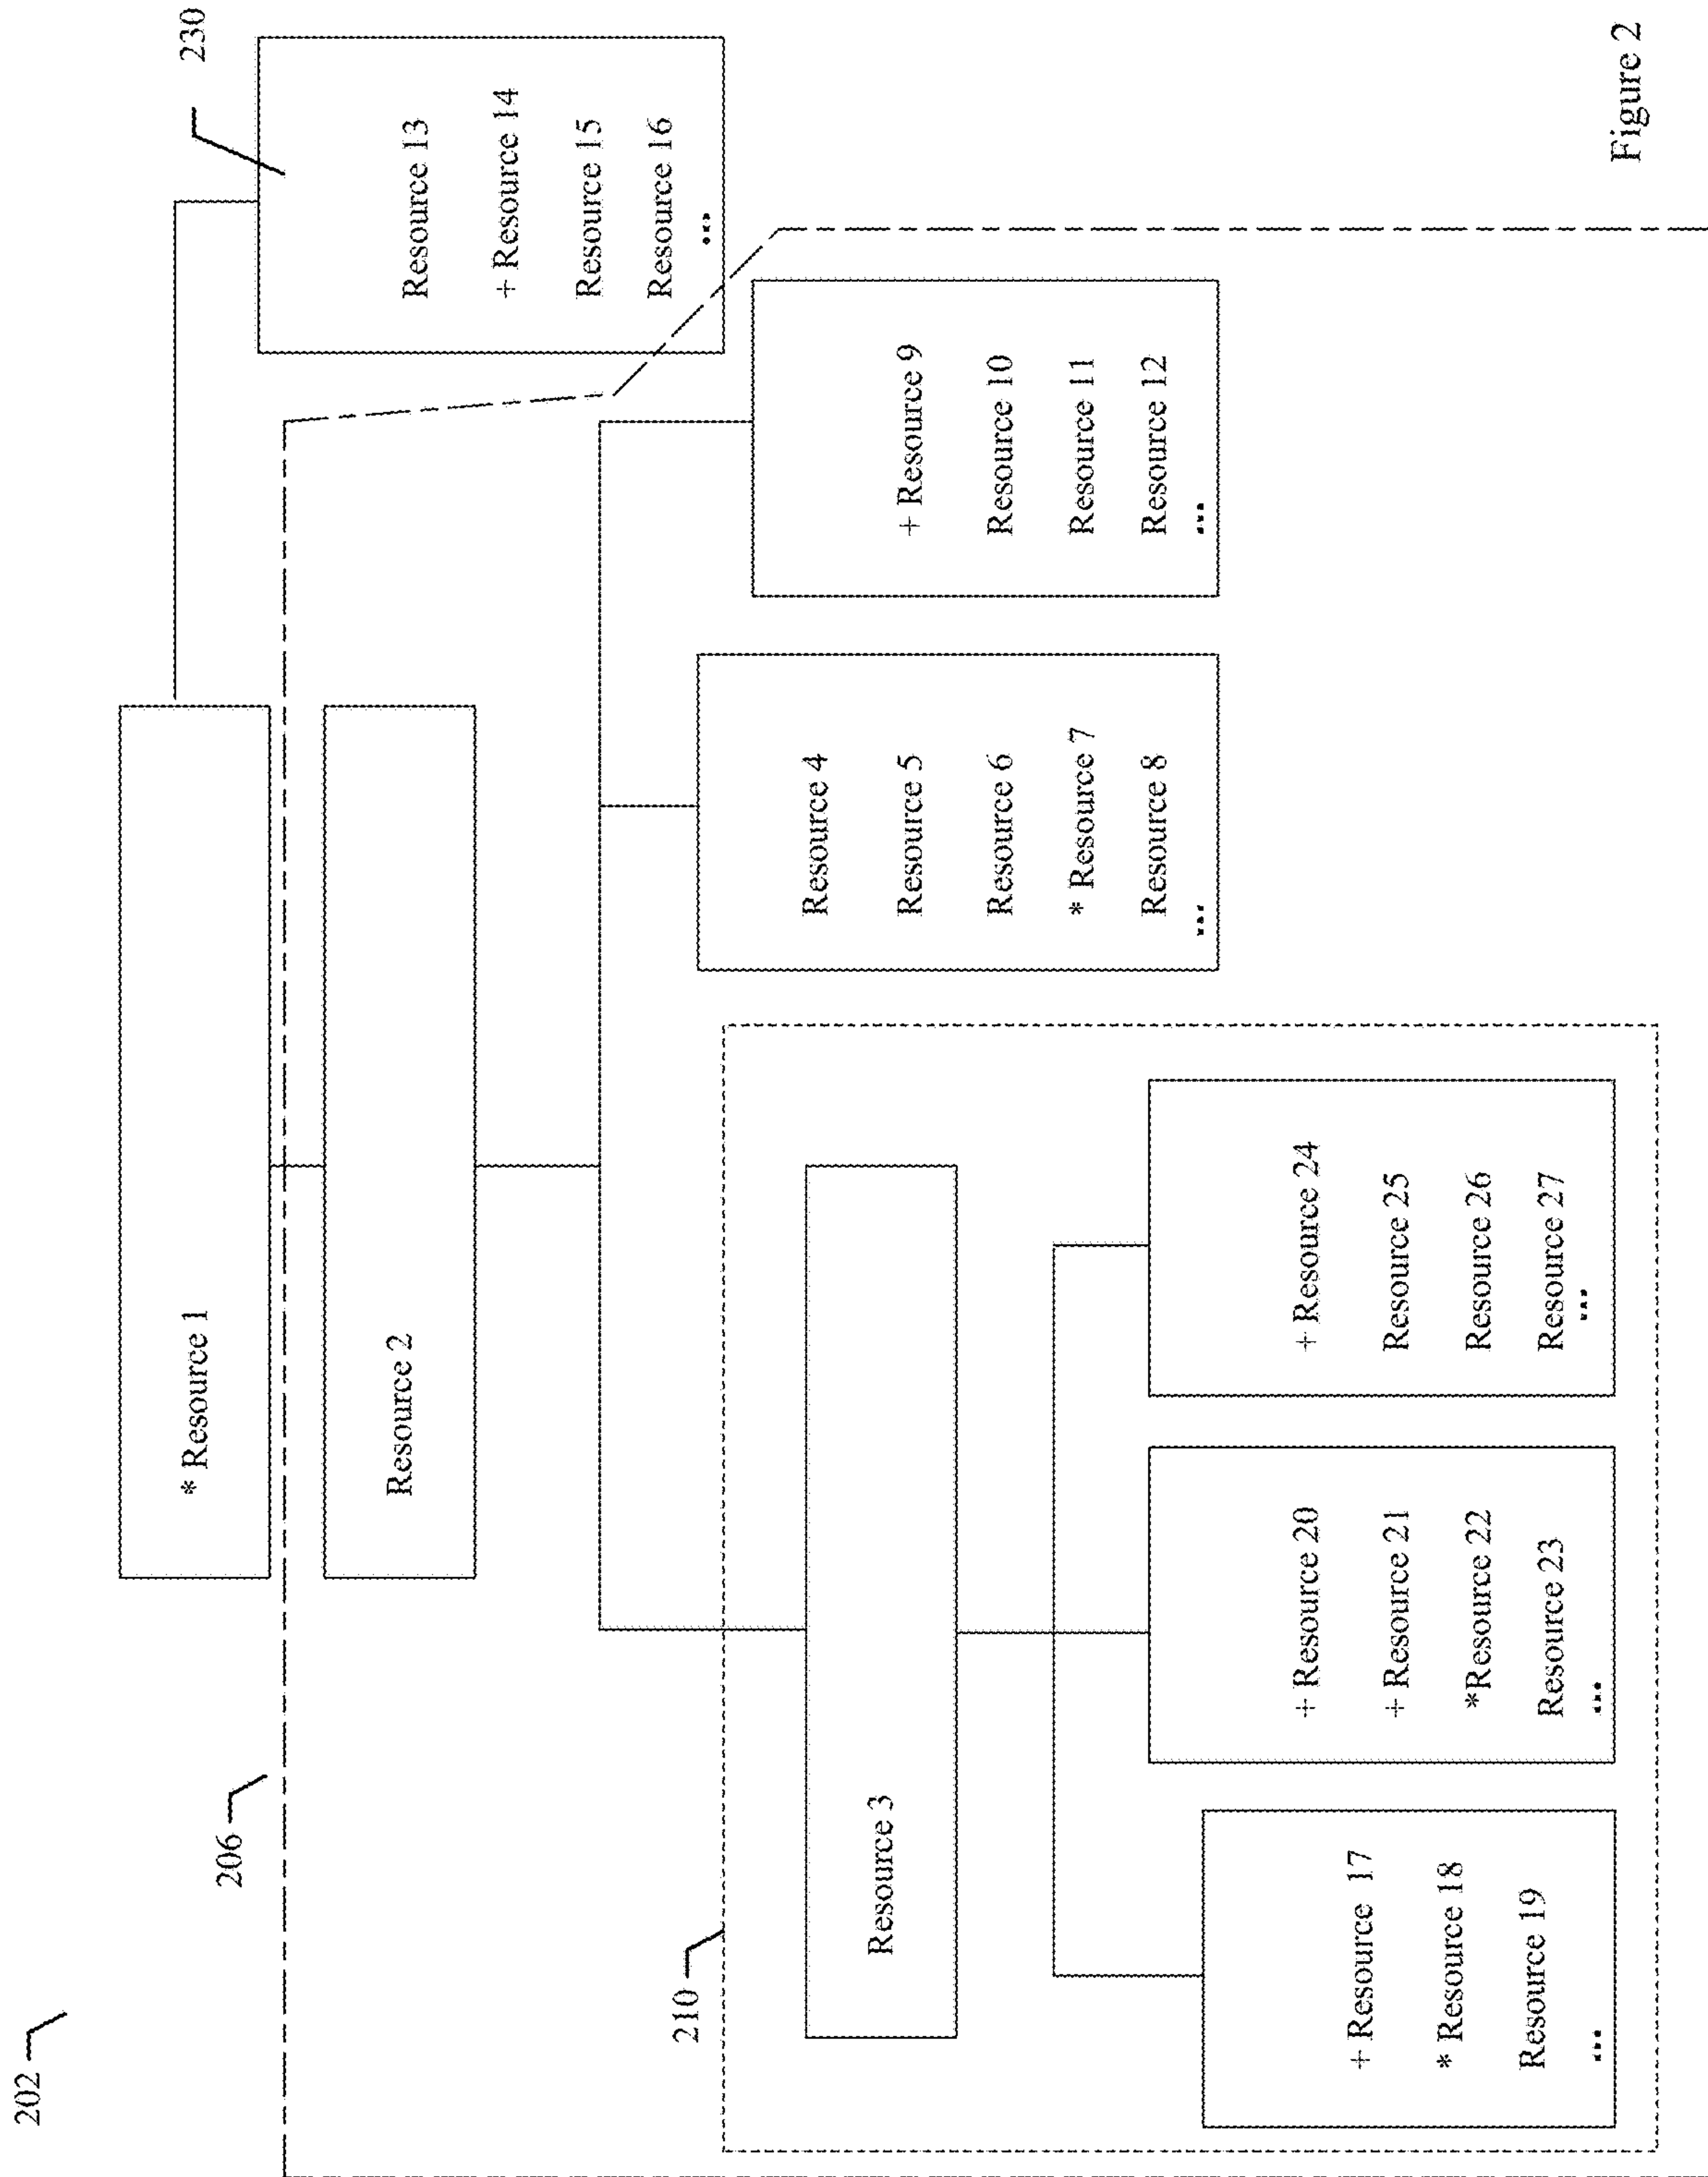 202
206
* Resource 1
230
Resource 2
Resource 13
+ Resource 14
Resource 15
Resource 16
...
210
Resource 3
Resource 4
Resource 5
Resource 6
* Resource 7
Resource 8
...
+ Resource 9
Resource 10
Resource 11
Resource 12
...
+ Resource 17
* Resource 18
Resource 19
...
+ Resource 20
+ Resource 21
*Resource 22
Resource 23
...
+ Resource 24
Resource 25
Resource 26
Resource 27
...
Figure 2